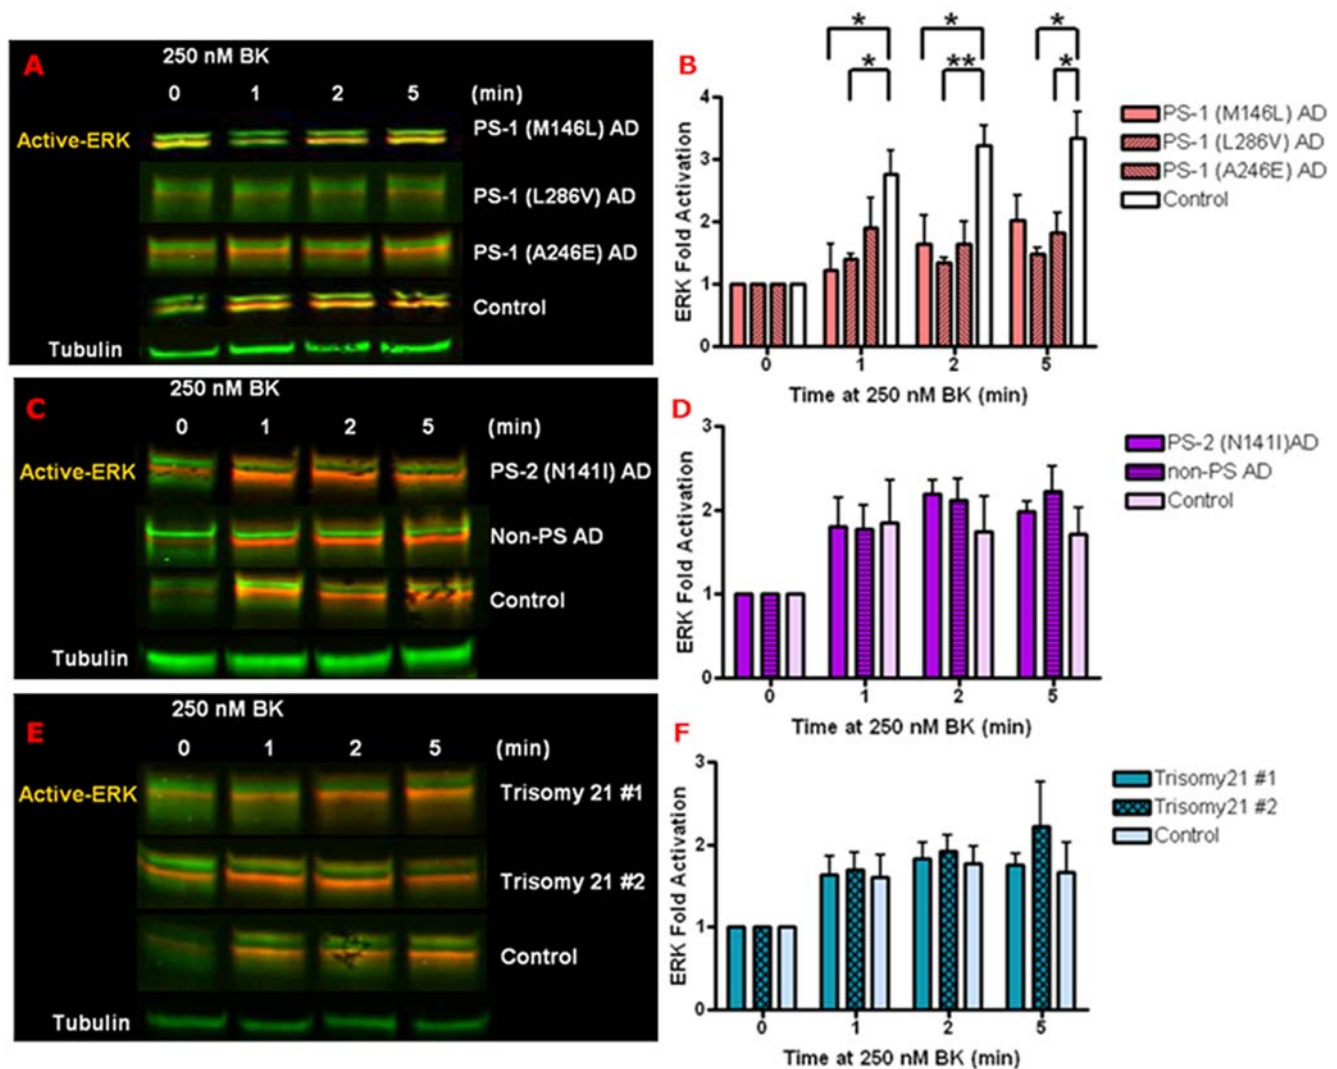 A
250 nM BK
0 1 2 5 (min)
Active-ERK
PS-1 (M146L) AD
PS-1 (L286V) AD
PS-1 (A246E) AD
Control
Tubulin
B
* *  *
* ** *
ERK Fold Activation
4
3
2
1
0
0 1 2 5
Time at 250 nM BK (min)
PS-1 (M146L) AD
PS-1 (L286V) AD
PS-1 (A246E) AD
Control
C
250 nM BK
0 1 2 5 (min)
Active-ERK
PS-2 (N141I) AD
Non-PS AD
Control
Tubulin
D
ERK Fold Activation
3
2
1
0
0 1 2 5
Time at 250 nM BK (min)
PS-2 (N141I)AD
non-PS AD
Control
E
250 nM BK
0 1 2 5 (min)
Active-ERK
Trisomy 21 #1
Trisomy 21 #2
Control
Tubulin
F
ERK Fold Activation
3
2
1
0
0 1 2 5
Time at 250 nM BK (min)
Trisomy21 #1
Trisomy21 #2
Control